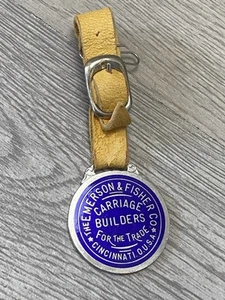 THE EMERSON & FISHER CO.
CARRIAGE
BUILDERS
FOR THE TRADE
CINCINNATI.O.U.S.A.